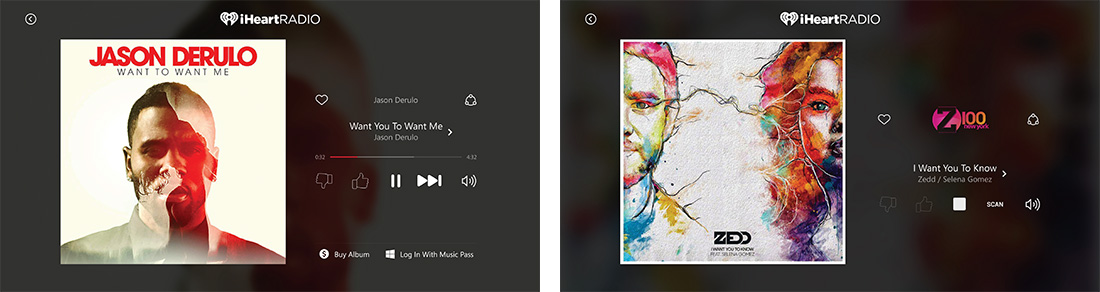 iHeartRADIO
JASON DERULO
WANT TO WANT ME
Jason Derulo
Want You To Want Me
Jason Derulo
0:32
4:32
Buy Album
Log In With Music Pass
iHeartRADIO
ZEDD
I WANT YOU TO KNOW
FEAT. SELENA GOMEZ
Z100
new york
I Want You To Know
Zedd / Selena Gomez
SCAN